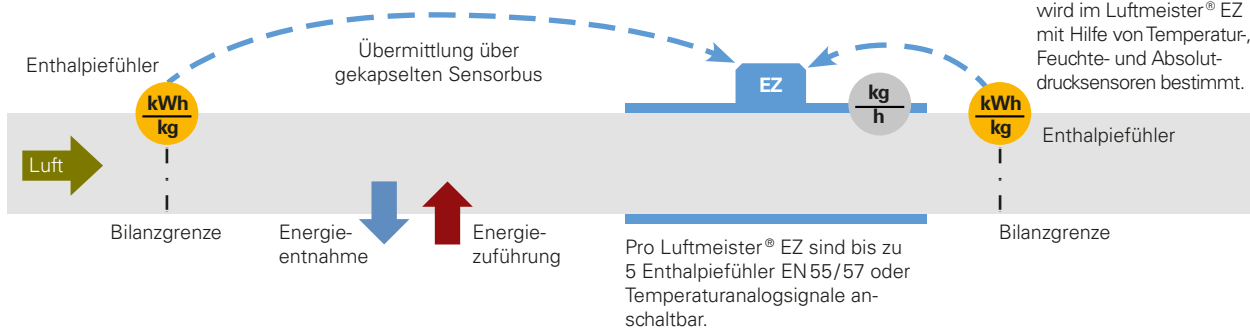 wird im Luftmeister® EZ
mit Hilfe von Temperatur-,
Feuchte- und Absolut-
drucksensoren bestimmt.
Übermittlung über
gekapselten Sensorbus
Enthalpiefühler
kWh
kg
EZ
kg
h
kWh
kg
Enthalpiefühler
Luft
Bilanzgrenze
Energie-
entnahme
Energie-
zuführung
Bilanzgrenze
Pro Luftmeister® EZ sind bis zu
5 Enthalpiefühler EN 55/57 oder
Temperaturanalogsignale an-
schaltbar.